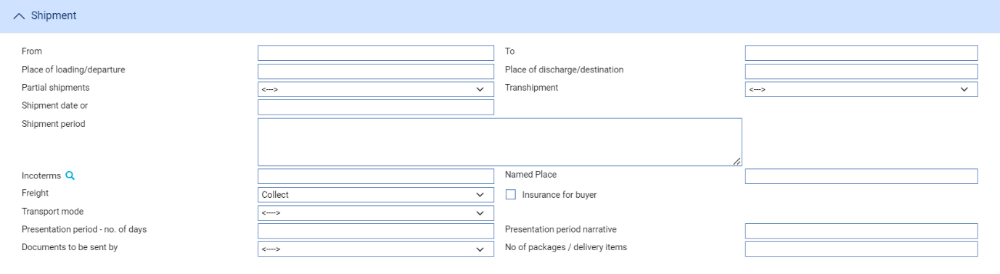 Shipment
From To
Place of loading/departure Place of discharge/destination
Partial shipments <---> Transhipment <--->
Shipment date or
Shipment period
Incoterms Named Place
Freight Collect Insurance for buyer
Transport mode <---->
Presentation period - no. of days Presentation period narrative
Documents to be sent by <----> No of packages / delivery items